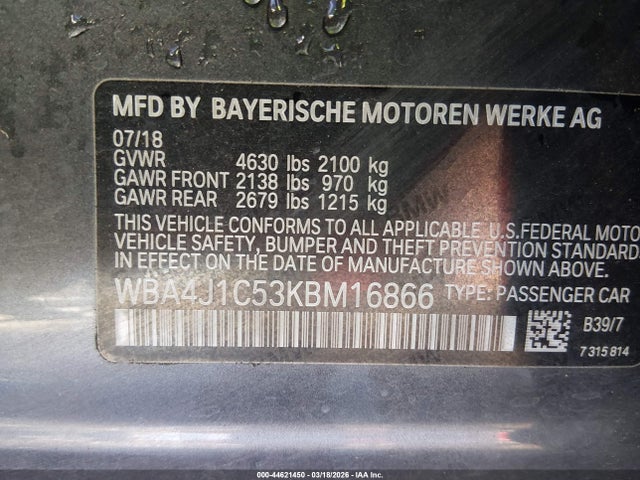 MFD BY BAYERISCHE MOTOREN WERKE AG
07/18
GVWR 4630 lbs 2100 kg
GAWR FRONT 2138 lbs 970 kg
GAWR REAR 2679 lbs 1215 kg
THIS VEHICLE CONFORMS TO ALL APPLICABLE U.S.FEDERAL MOTO
VEHICLE SAFETY, BUMPER AND THEFT PREVENTION STANDARD
IN EFFECT ON THE DATE OF MANUFACTURE SHOWN ABOVE.
WBA4J1C53KBM16866 TYPE: PASSENGER CAR
B39/7
7 315 814
000-44621450 | 03/18/2026 | IAA Inc.